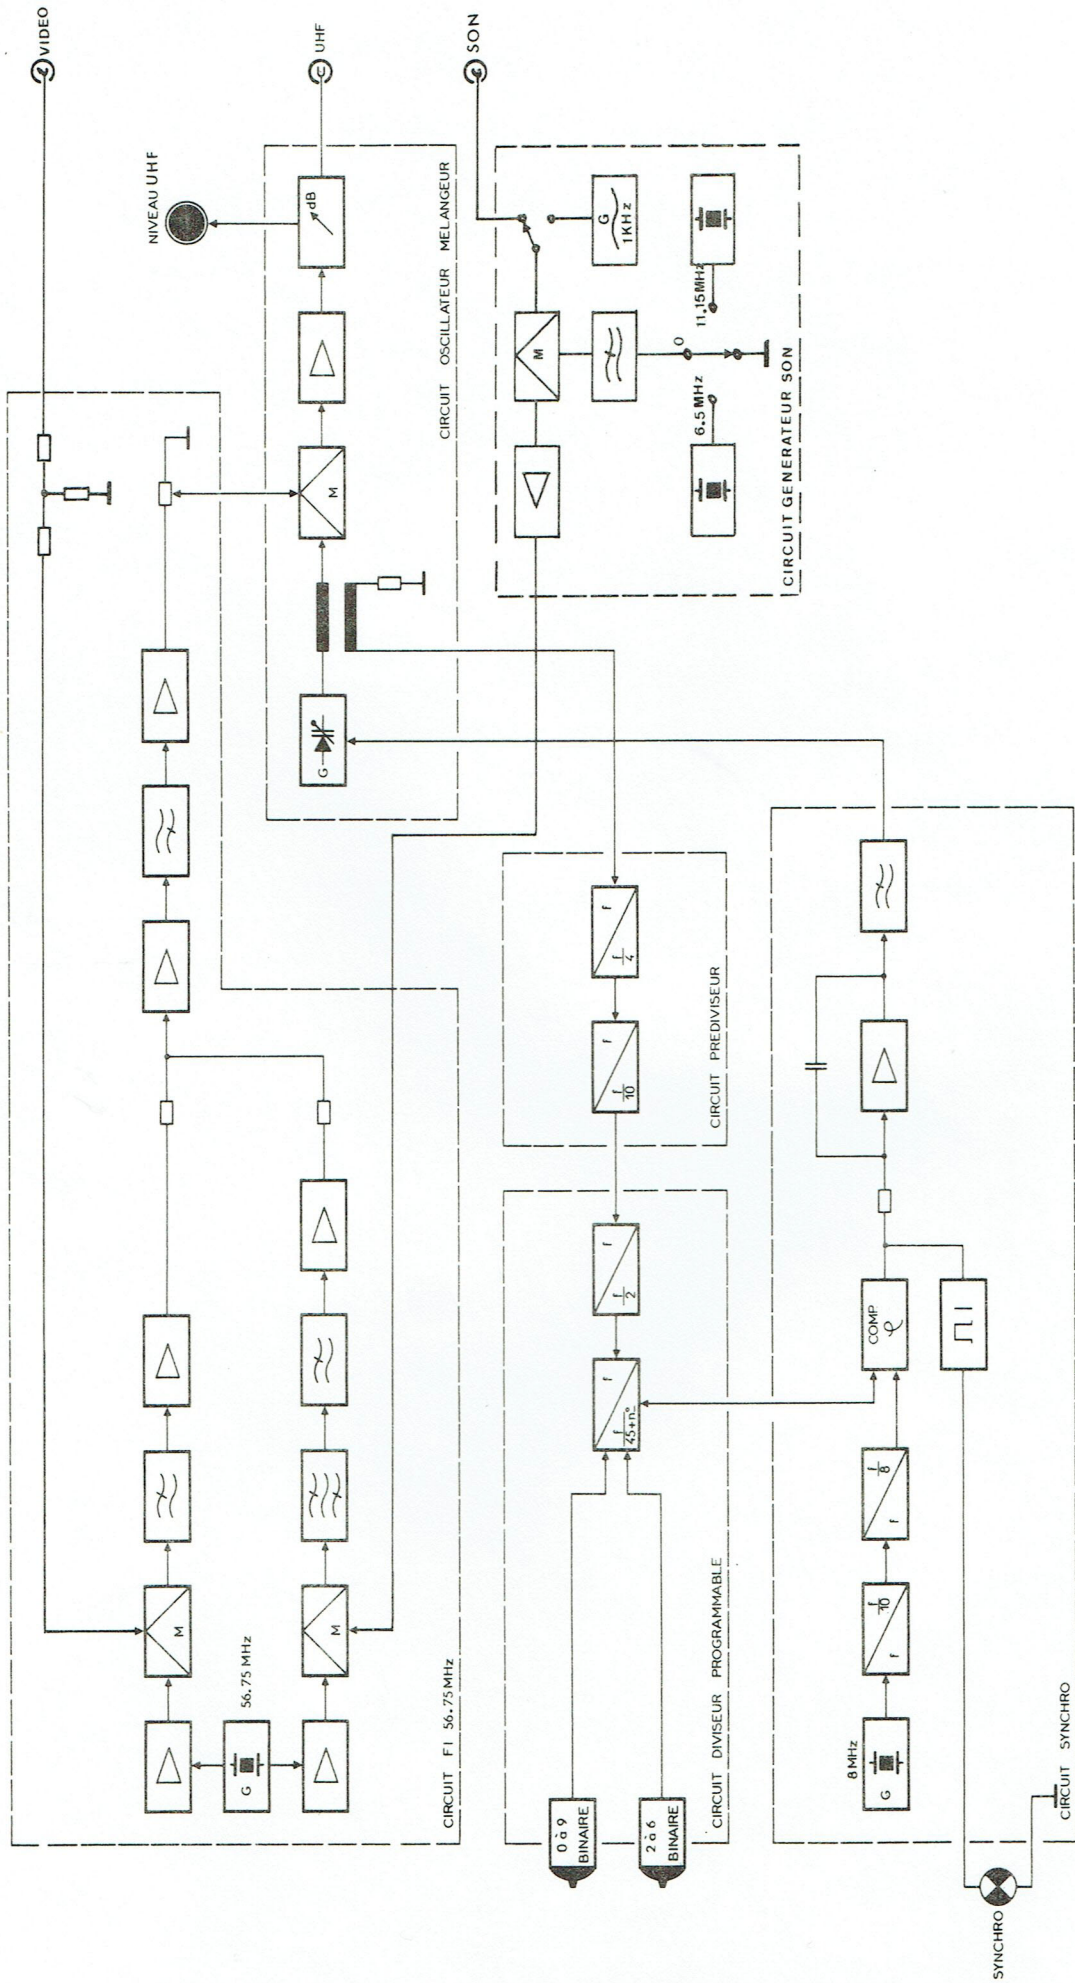 VIDEO
UHF
SON
NIVEAU UHF
dB
M
CIRCUIT OSCILLATEUR MELANGEUR
G
M
G
1KHz
11.15MHz
O
6.5 MHz
CIRCUIT GENERATEUR SON
M
56.75 MHz
G
M
CIRCUIT FI 56.75 MHz
f
f/4
f
f/10
CIRCUIT PREDIVISEUR
f
f/2
f
f/45+n°
0 à 9
BINAIRE
2 à 6
BINAIRE
CIRCUIT DIVISEUR PROGRAMMABLE
COMP
φ
f/8
f
f/10
f
8 MHz
G
CIRCUIT SYNCHRO
SYNCHRO